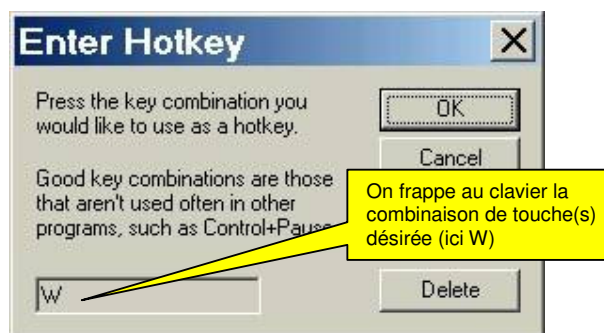 Enter Hotkey
Press the key combination you
would like to use as a hotkey.
Good key combinations are those
that aren't used often in other
programs, such as Control+Pause
W
OK
Cancel
On frappe au clavier la
combinaison de touche(s)
désirée (ici W)
Delete